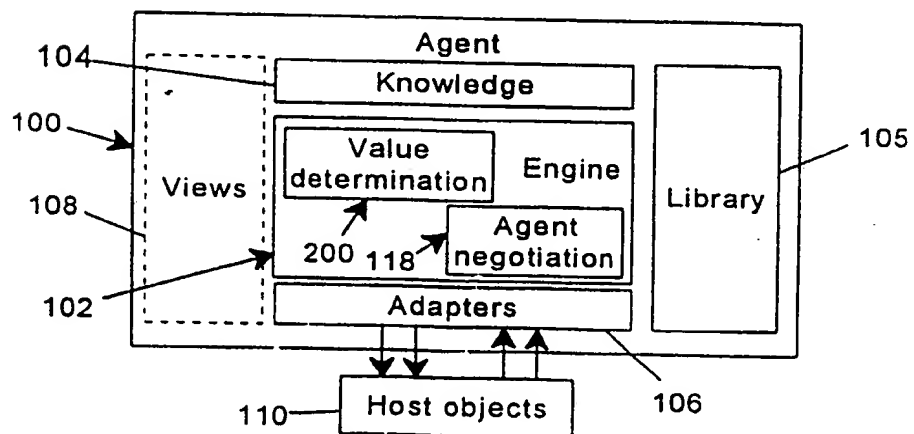 Agent
104
Knowledge
100
Value
determination
Engine
105
Views
Library
108
200
118
Agent
negotiation
102
Adapters
106
110
Host objects